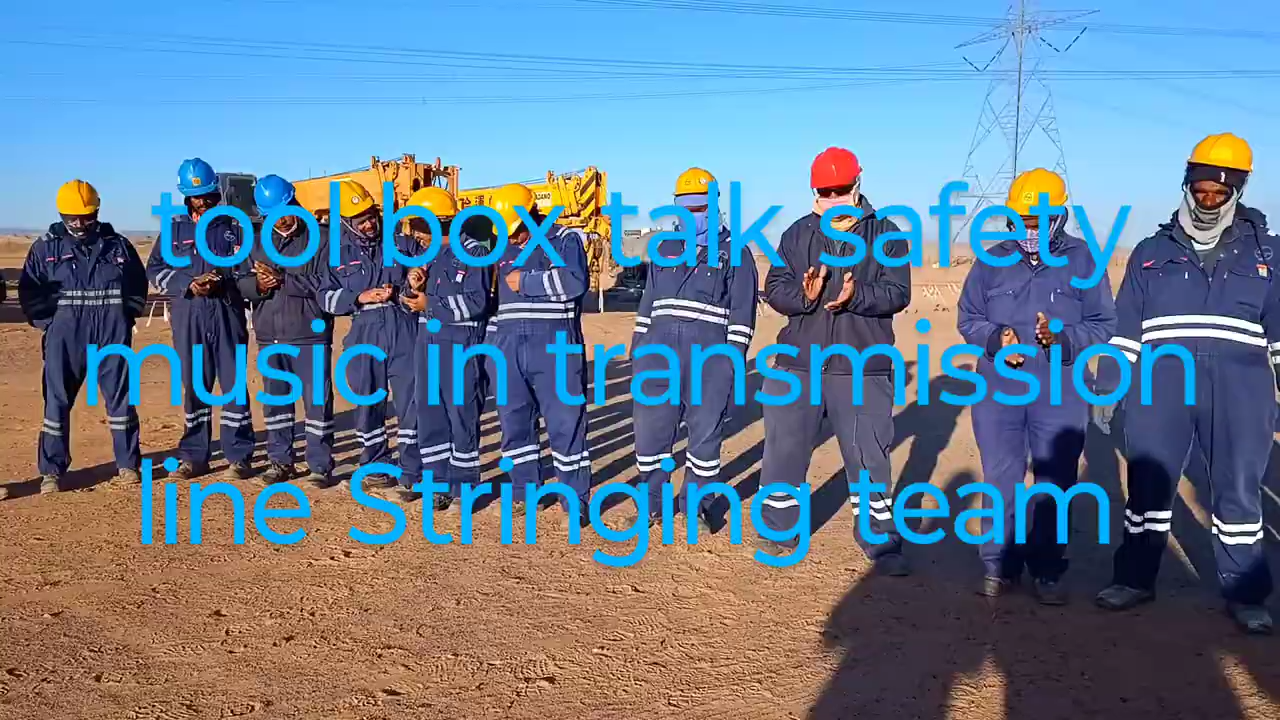 tool box talk safety
music in transmission
line Stringing team